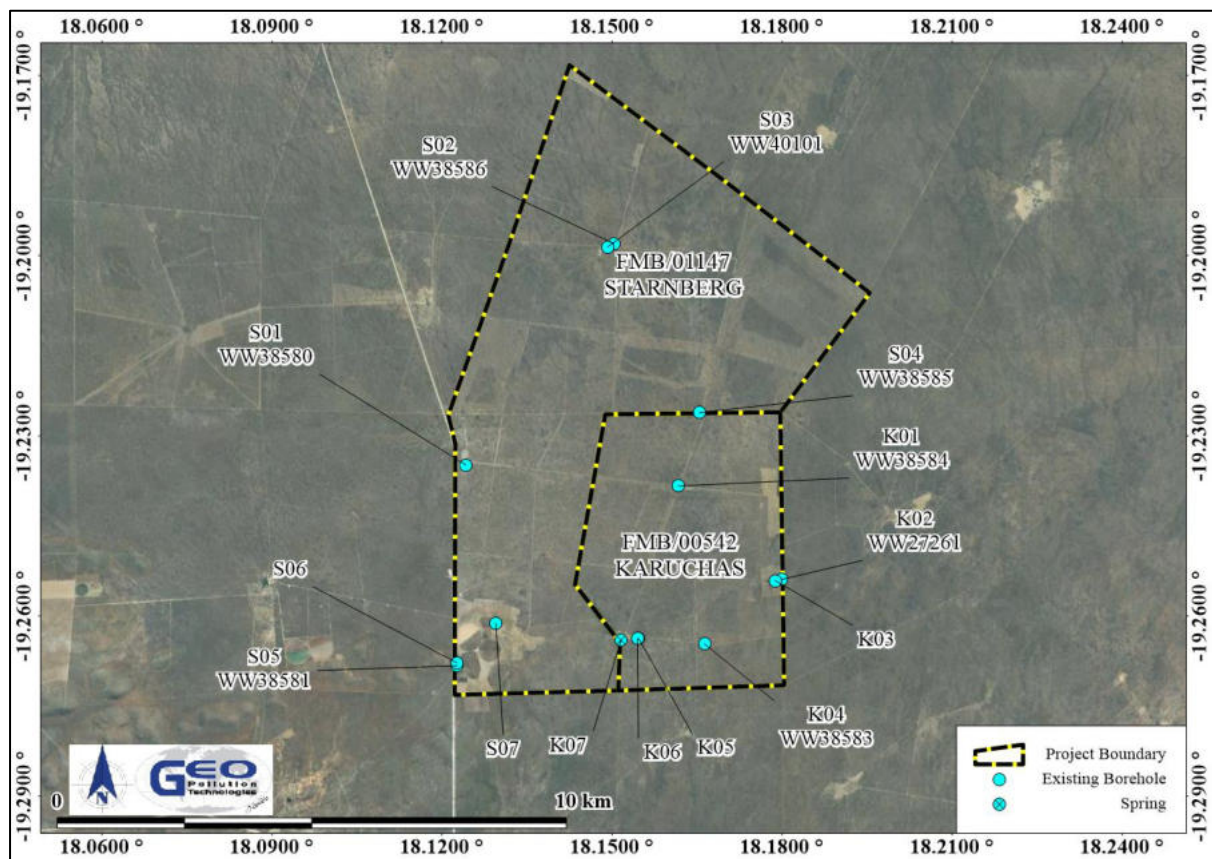 18.0600 ° 18.0900 ° 18.1200 ° 18.1500 ° 18.1800 ° 18.2100 ° 18.2400 °
-19.1700 °
-19.1700 °
S03
WW40101
S02
WW38586
-19.2000 °
-19.2000 °
FMB/01147
STARNBERG
S01
WW38580
S04
WW38585
-19.2300 °
-19.2300 °
K01
WW38584
K02
WW27261
FMB/00542
KARUCHAS
S06
-19.2600 °
-19.2600 °
K03
S05
WW38581
K04
WW38583
S07
K07
K06
K05
Project Boundary
Existing Borehole
Spring
GEO
Pollution
Technologies
N
-19.2900 °
-19.2900 °
0 10 km
18.0600 ° 18.0900 ° 18.1200 ° 18.1500 ° 18.1800 ° 18.2100 ° 18.2400 °